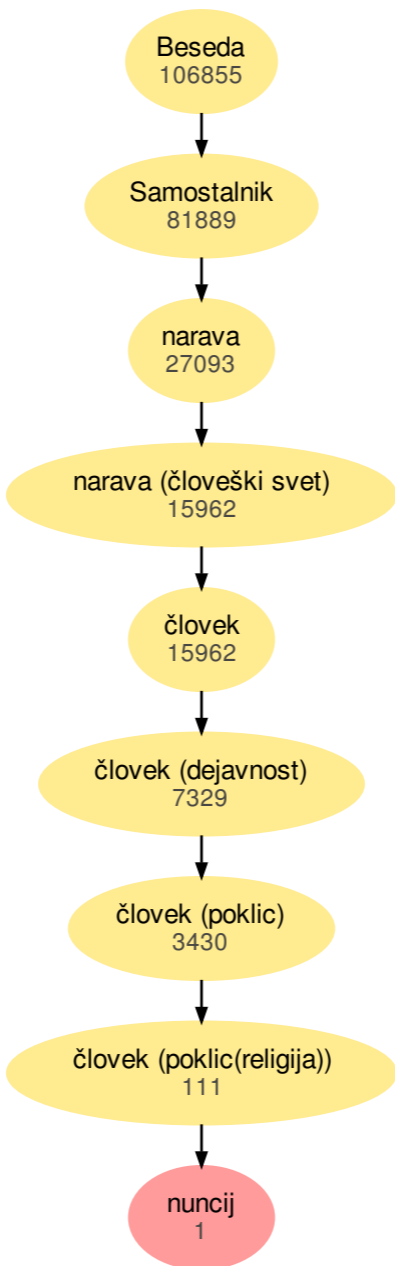 Beseda
106855
Samostalnik
81889
narava
27093
narava (človeški svet)
15962
človek
15962
človek (dejavnost)
7329
človek (poklic)
3430
človek (poklic(religija))
111
nuncij
1